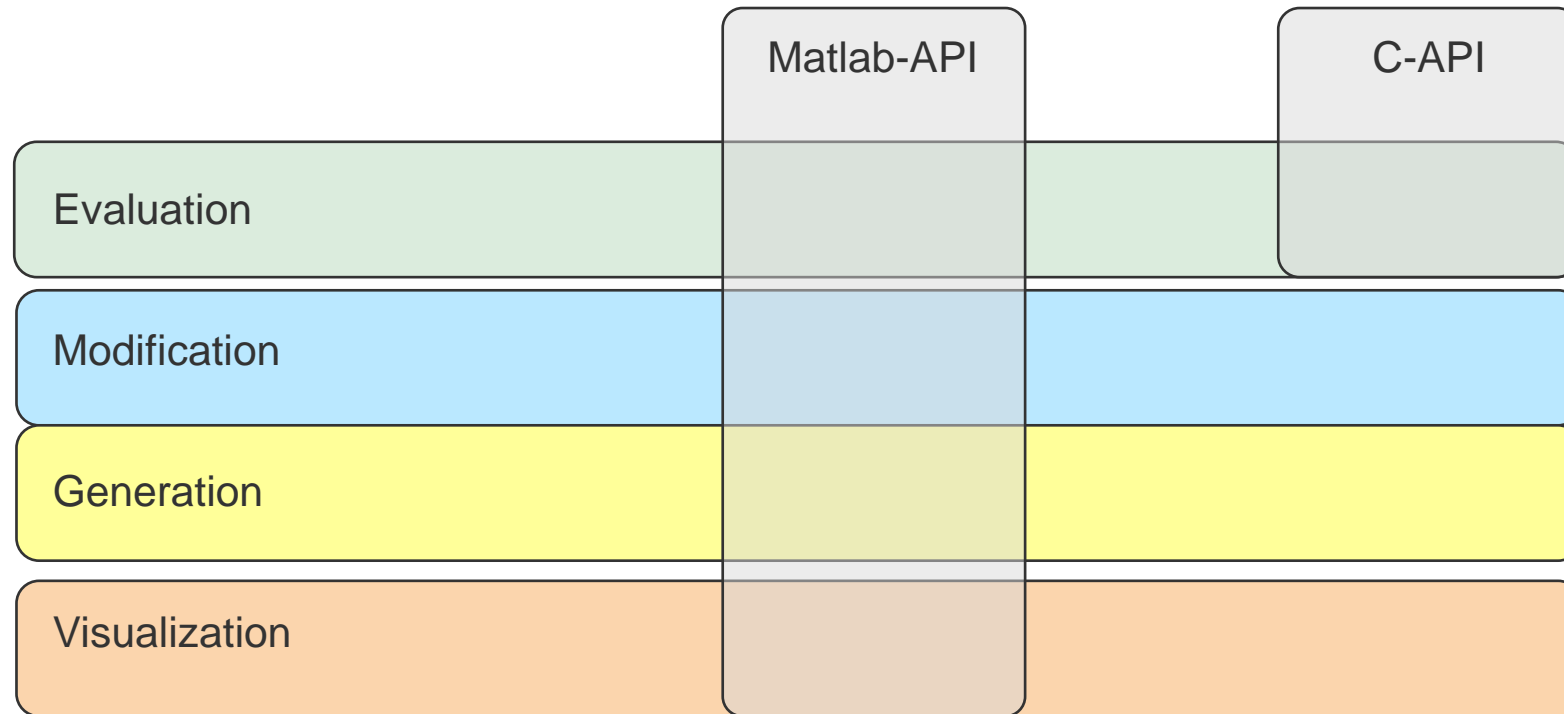 Matlab-API
C-API
Evaluation
Modification
Generation
Visualization